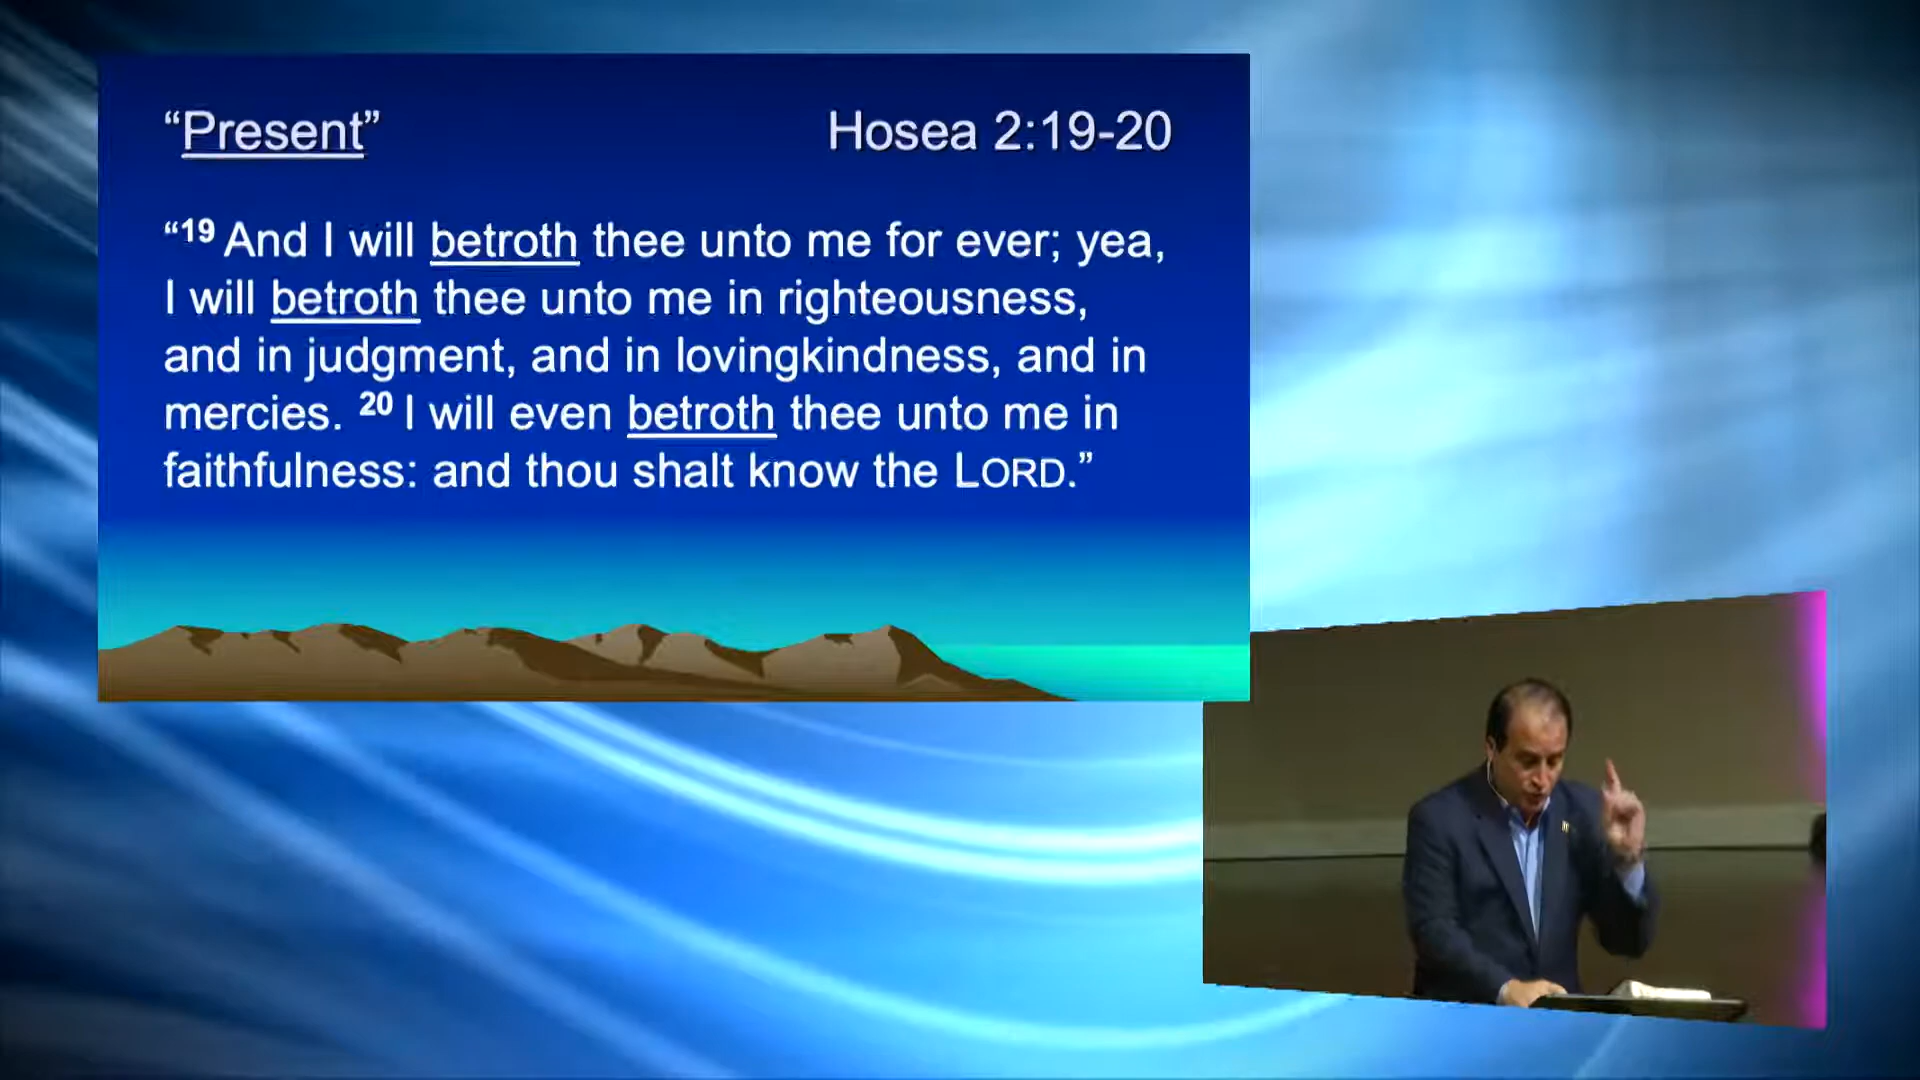 “Present” Hosea 2:19-20
“19 And I will betroth thee unto me for ever; yea,
I will betroth thee unto me in righteousness,
and in judgment, and in lovingkindness, and in
mercies. 20 I will even betroth thee unto me in
faithfulness: and thou shalt know the LORD.”